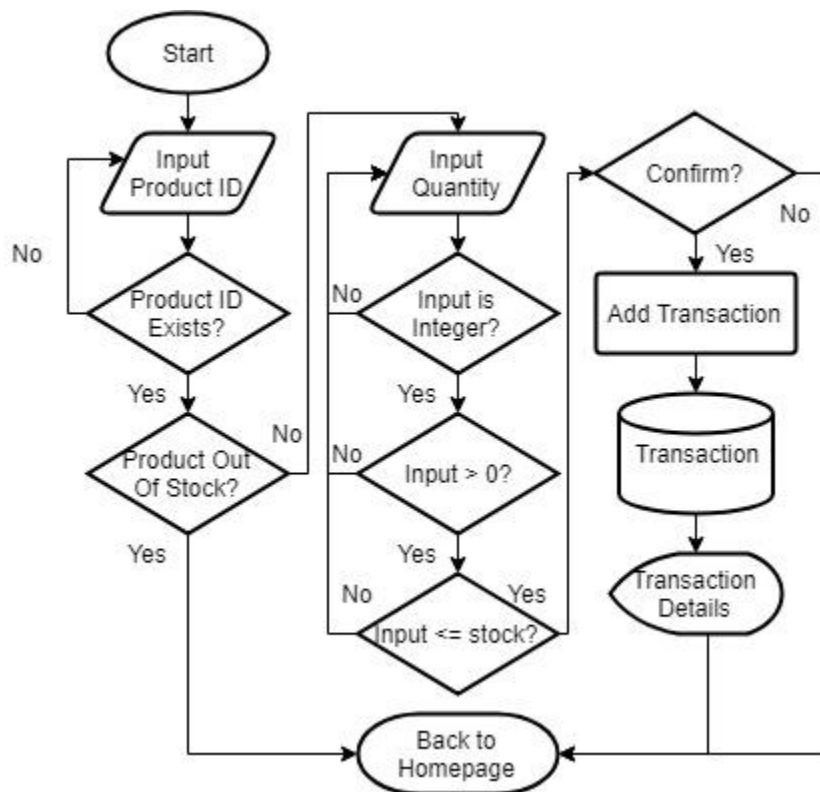 Start
Input
Product ID
No
Product ID
Exists?
Yes
Product Out
Of Stock?
No
Yes
Input
Quantity
Input is
Integer?
No
Yes
Input > 0?
No
Yes
Input <= stock?
No
Yes
Confirm?
No
Yes
Add Transaction
Transaction
Transaction
Details
Back to
Homepage